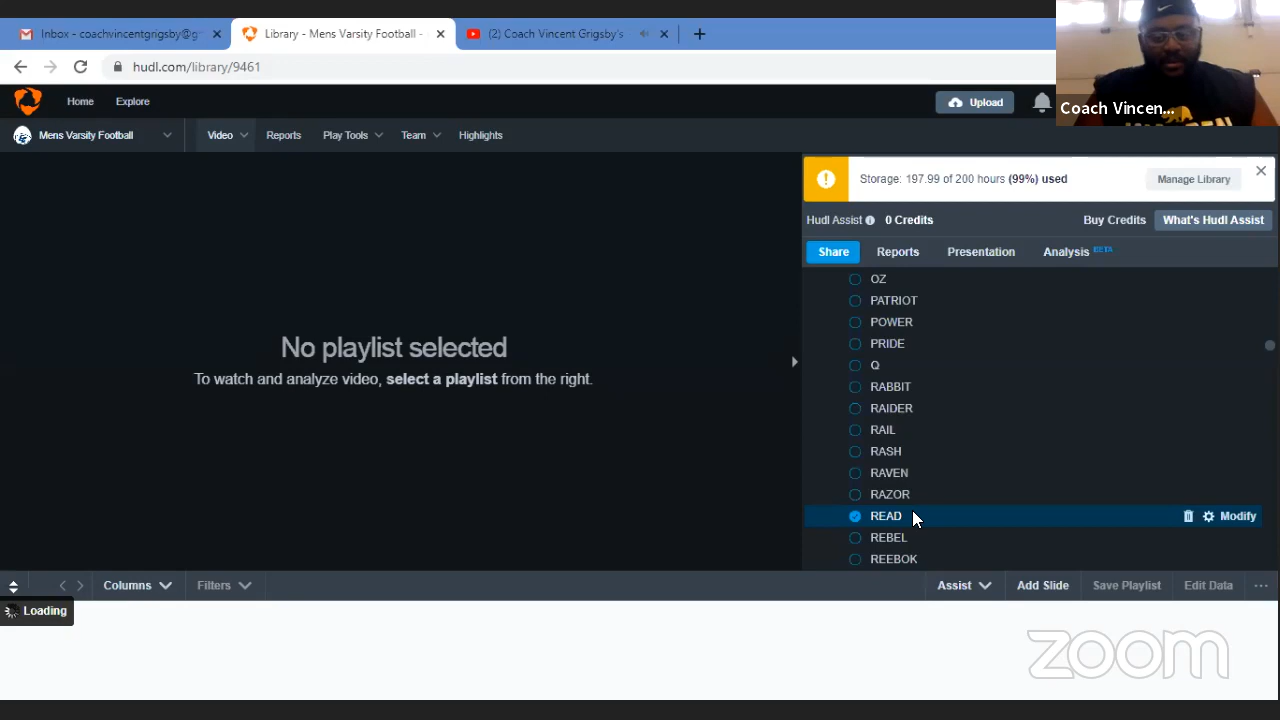 Inbox - coachvincentgrigsby@g
Library - Mens Varsity Football -
(2) Coach Vincent Grigsby's
hudl.com/library/9461
Home
Explore
Upload
Coach Vincen...
Mens Varsity Football
Video
Reports
Play Tools
Team
Highlights
Storage: 197.99 of 200 hours (99%) used
Manage Library
Hudl Assist
0 Credits
Buy Credits
What's Hudl Assist
Share
Reports
Presentation
Analysis BETA
OZ
PATRIOT
POWER
PRIDE
Q
RABBIT
RAIDER
RAIL
RASH
RAVEN
RAZOR
READ
Modify
REBEL
REEBOK
No playlist selected
To watch and analyze video, select a playlist from the right.
Columns
Filters
Assist
Add Slide
Save Playlist
Edit Data
Loading
zoom